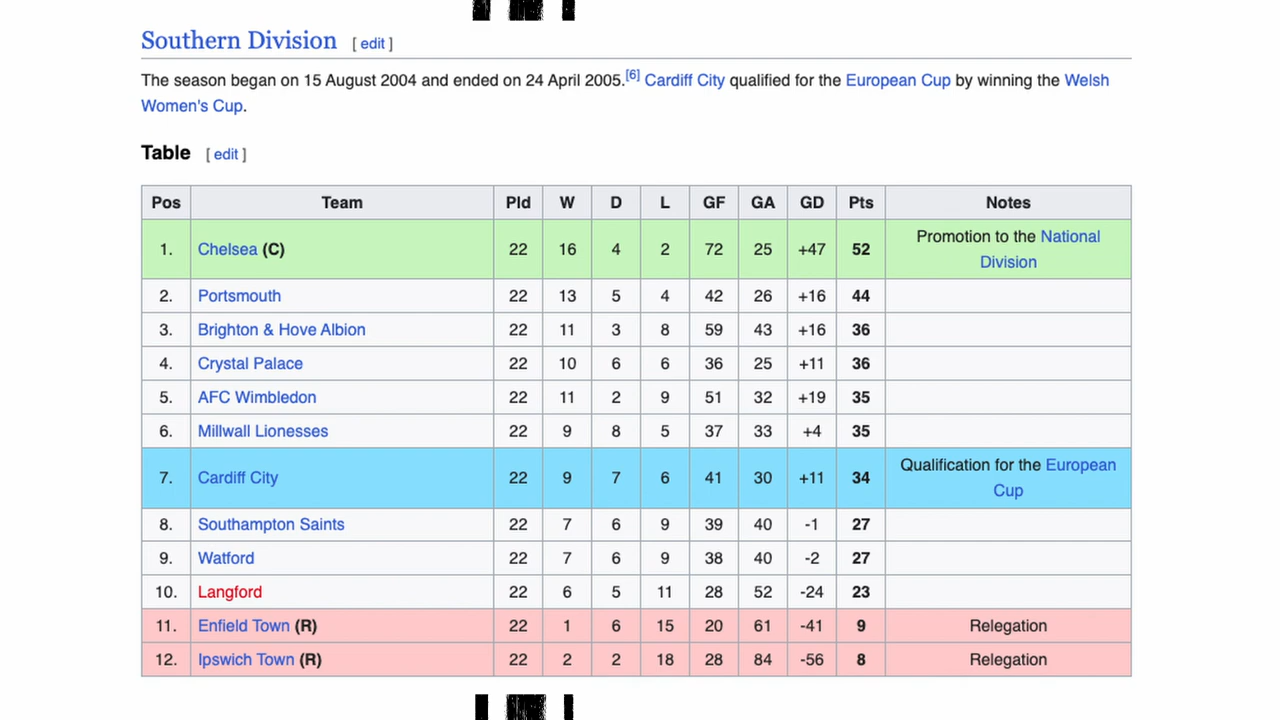 Southern Division [ edit ]
The season began on 15 August 2004 and ended on 24 April 2005.[6] Cardiff City qualified for the European Cup by winning the Welsh
Women's Cup.
Table [ edit ]
Pos Team Pld W D L GF GA GD Pts Notes
1. Chelsea (C) 22 16 4 2 72 25 +47 52 Promotion to the National
Division
2. Portsmouth 22 13 5 4 42 26 +16 44
3. Brighton & Hove Albion 22 11 3 8 59 43 +16 36
4. Crystal Palace 22 10 6 6 36 25 +11 36
5. AFC Wimbledon 22 11 2 9 51 32 +19 35
6. Millwall Lionesses 22 9 8 5 37 33 +4 35
7. Cardiff City 22 9 7 6 41 30 +11 34 Qualification for the European
Cup
8. Southampton Saints 22 7 6 9 39 40 -1 27
9. Watford 22 7 6 9 38 40 -2 27
10. Langford 22 6 5 11 28 52 -24 23
11. Enfield Town (R) 22 1 6 15 20 61 -41 9 Relegation
12. Ipswich Town (R) 22 2 2 18 28 84 -56 8 Relegation